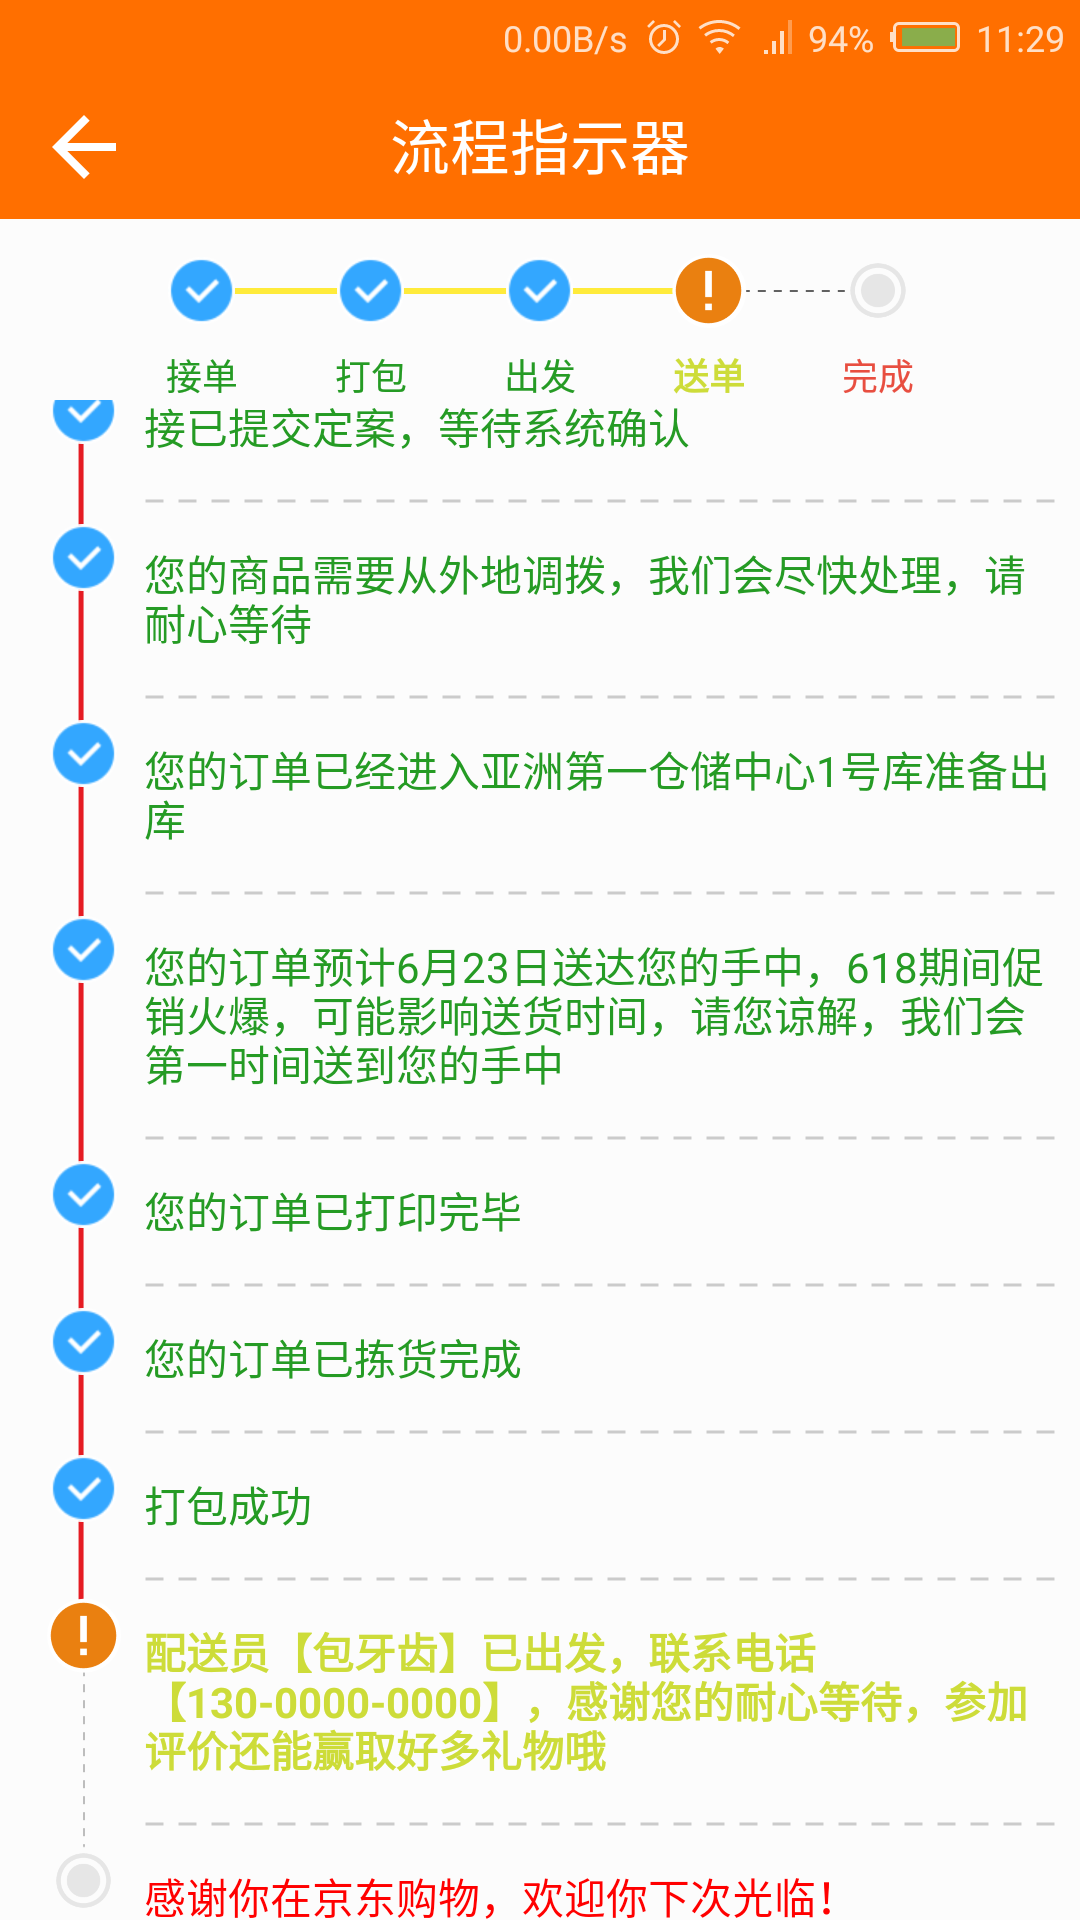 0.00B/s 94% 11:29
流程指示器
接单 打包 出发 送单 完成
接已提交定案，等待系统确认
您的商品需要从外地调拨，我们会尽快处理，请
耐心等待
您的订单已经进入亚洲第一仓储中心1号库准备出
库
您的订单预计6月23日送达您的手中，618期间促
销火爆，可能影响送货时间，请您谅解，我们会
第一时间送到您的手中
您的订单已打印完毕
您的订单已拣货完成
打包成功
配送员【包牙齿】已出发，联系电话
【130-0000-0000】，感谢您的耐心等待，参加
评价还能赢取好多礼物哦
感谢你在京东购物，欢迎你下次光临！